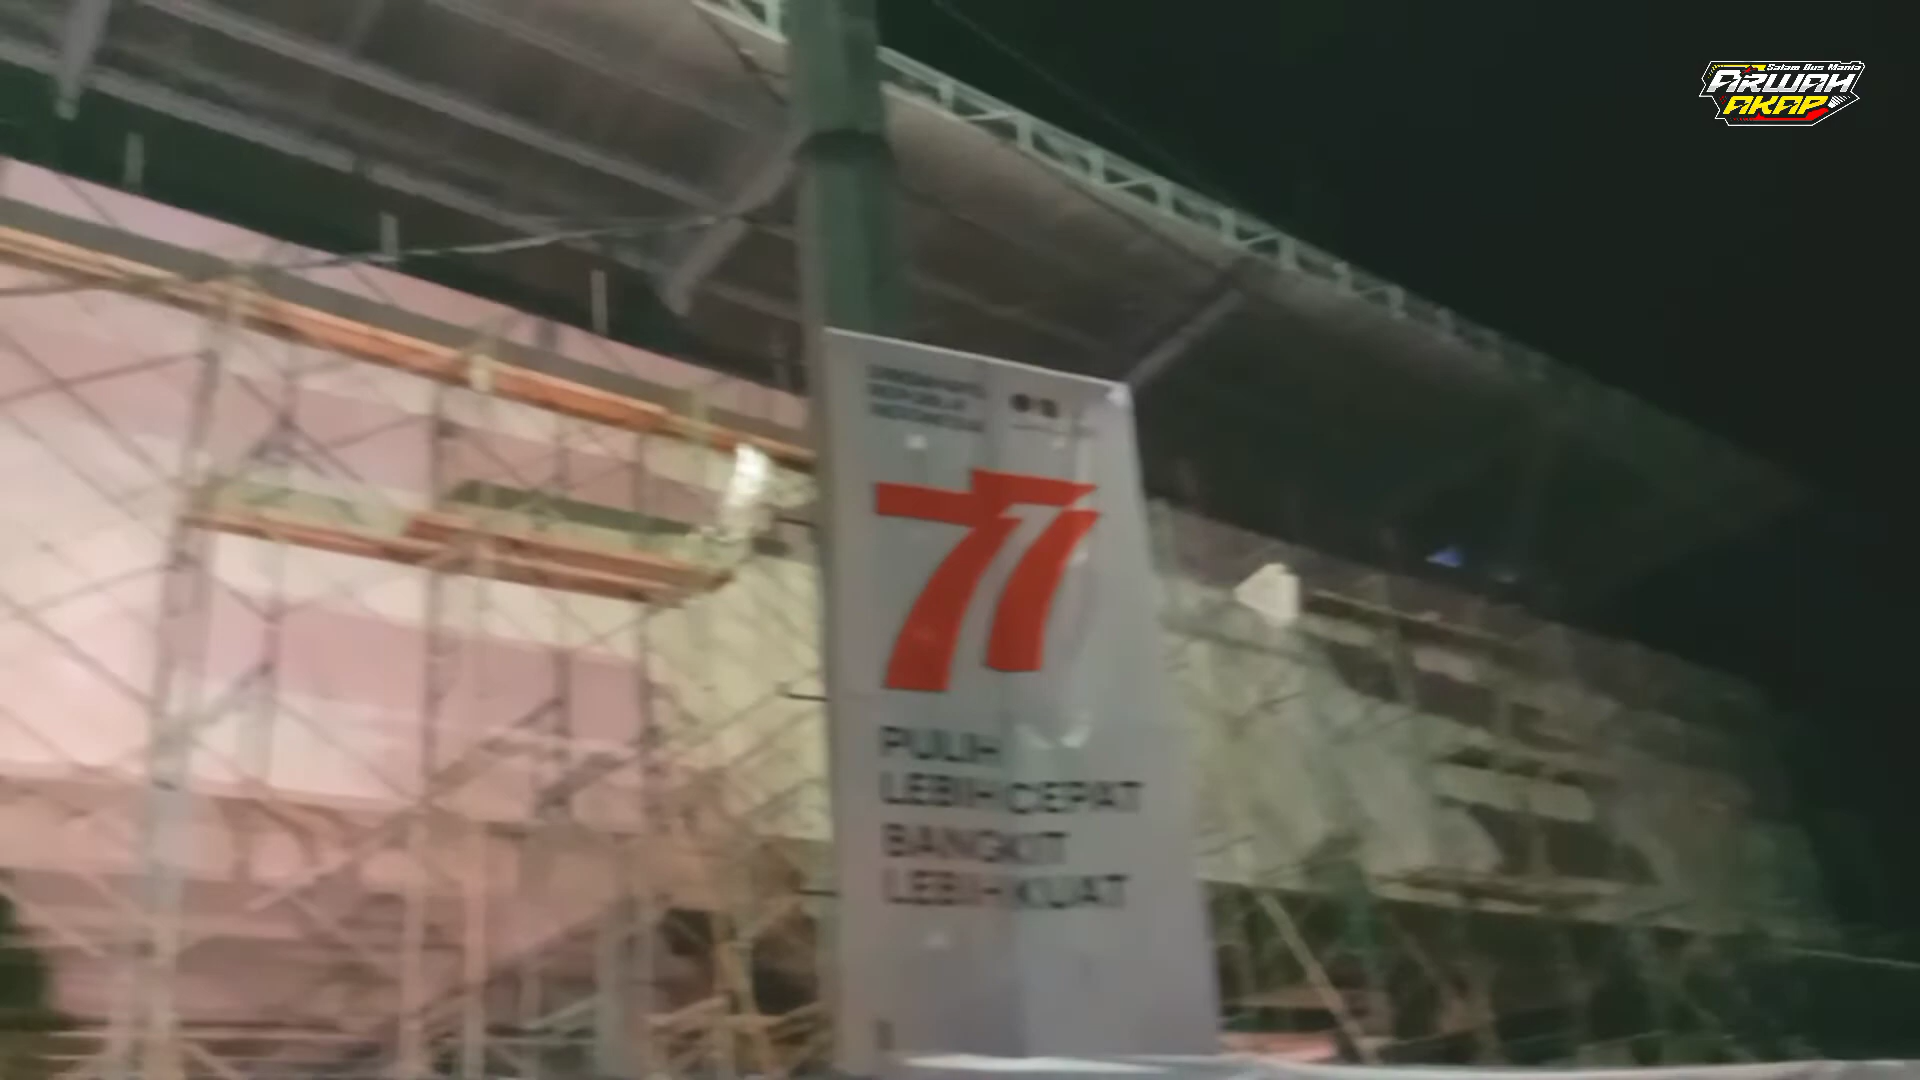 Salam Bus Mania
ARWAH
AKAP
77
PULIH
LEBIH CEPAT
BANGKIT
LEBIH KUAT